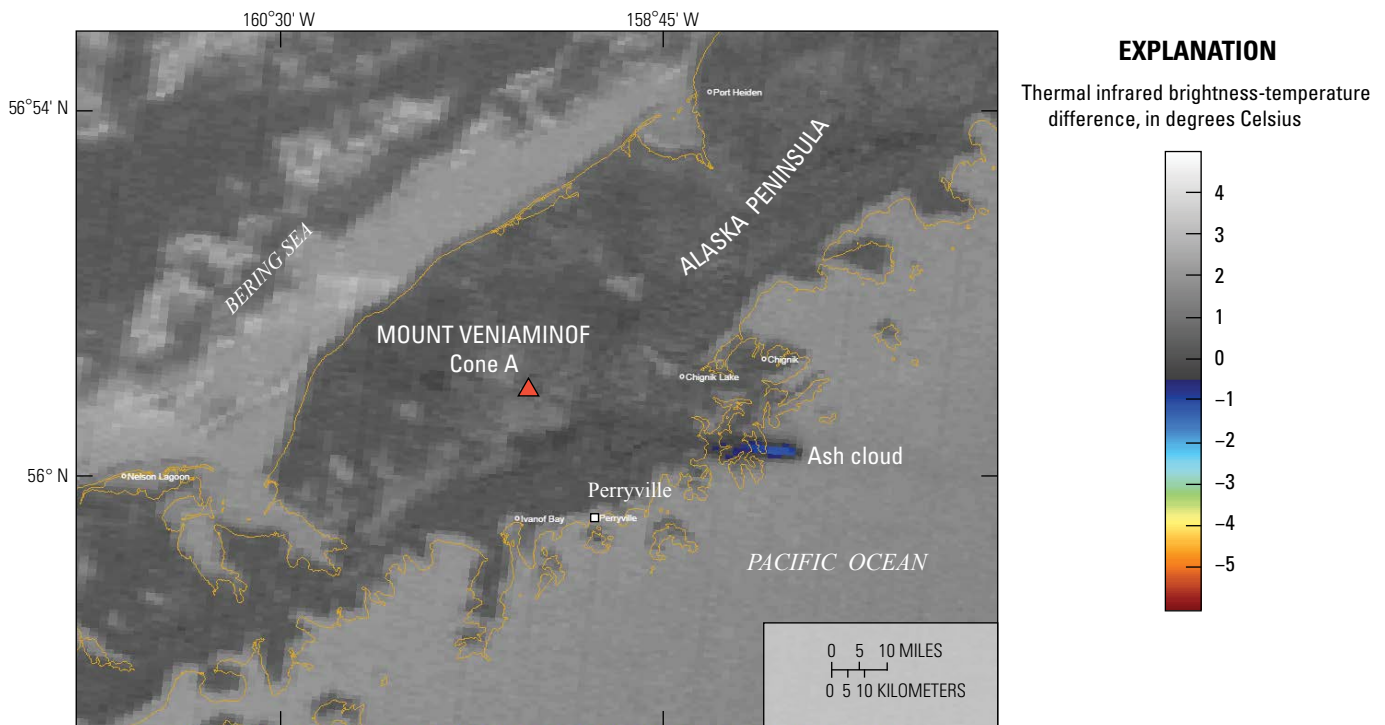 160°30' W
158°45' W
56°54' N
56° N
Port Heiden
ALASKA PENINSULA
BERING SEA
MOUNT VENIAMINOF
Cone A
Chignik
Chignik Lake
Ash cloud
Nelson Lagoon
Perryville
Ivanof Bay
Perryville
PACIFIC OCEAN
0 5 10 MILES
0 5 10 KILOMETERS
EXPLANATION
Thermal infrared brightness-temperature
difference, in degrees Celsius
4
3
2
1
0
–1
–2
–3
–4
–5